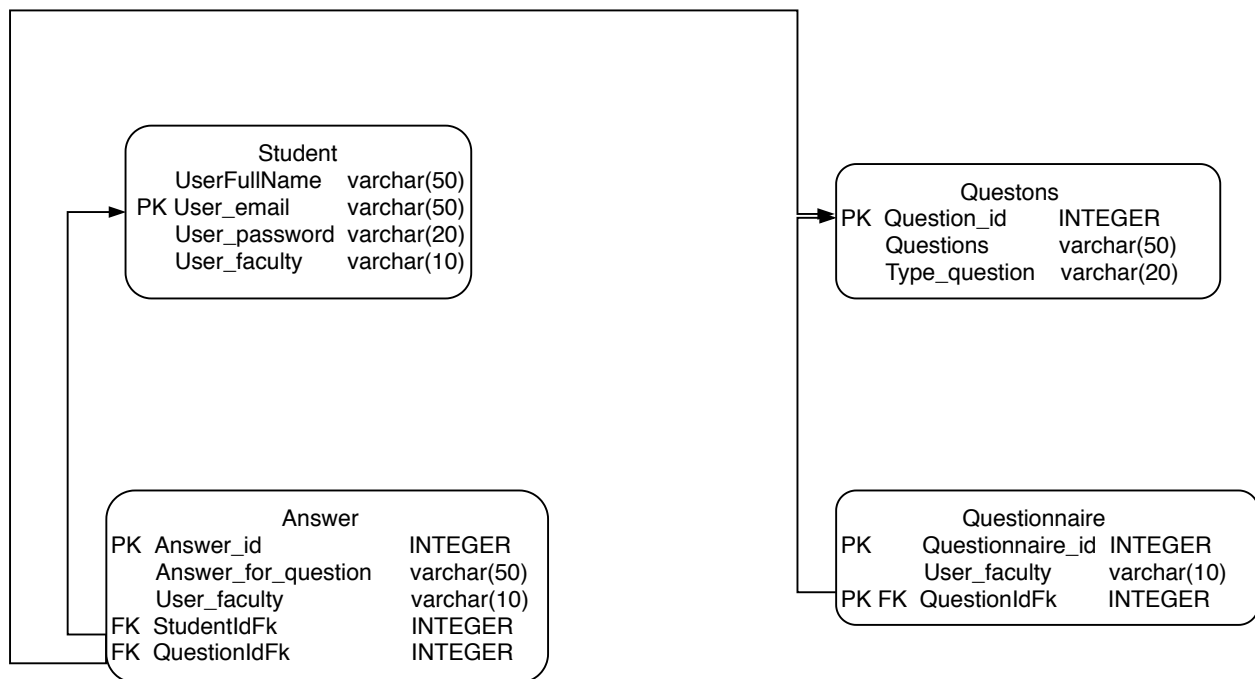 Student
UserFullName varchar(50)
PK User_email varchar(50)
User_password varchar(20)
User_faculty varchar(10)
Questons
PK Question_id INTEGER
Questions varchar(50)
Type_question varchar(20)
Answer
PK Answer_id INTEGER
Answer_for_question varchar(50)
User_faculty varchar(10)
FK StudentIdFk INTEGER
FK QuestionIdFk INTEGER
Questionnaire
PK Questionnaire_id INTEGER
User_faculty varchar(10)
PK FK QuestionIdFk INTEGER